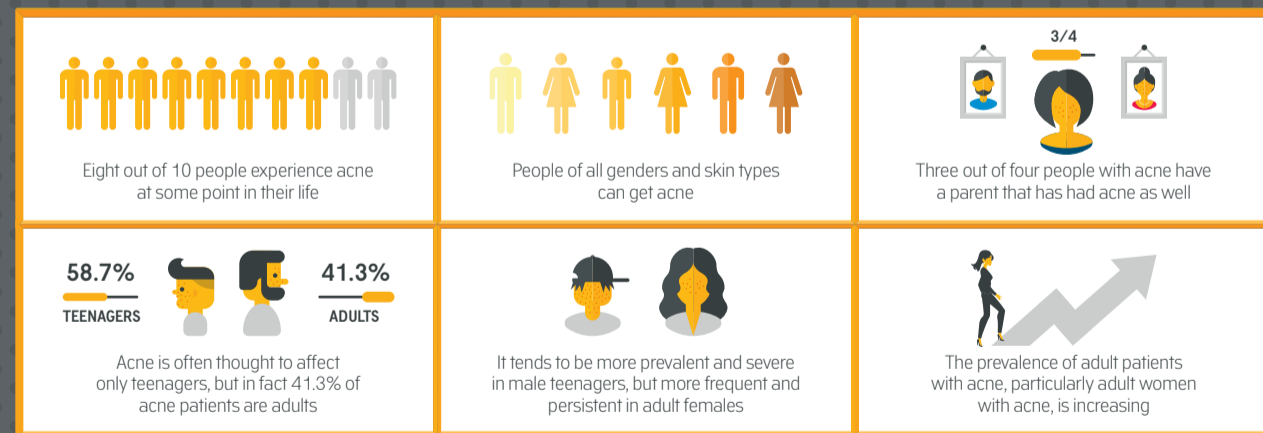 Eight out of 10 people experience acne
at some point in their life
People of all genders and skin types
can get acne
3/4
Three out of four people with acne have
a parent that has had acne as well
58.7%
TEENAGERS
41.3%
ADULTS
Acne is often thought to affect
only teenagers, but in fact 41.3% of
acne patients are adults
It tends to be more prevalent and severe
in male teenagers, but more frequent and
persistent in adult females
The prevalence of adult patients
with acne, particularly adult women
with acne, is increasing